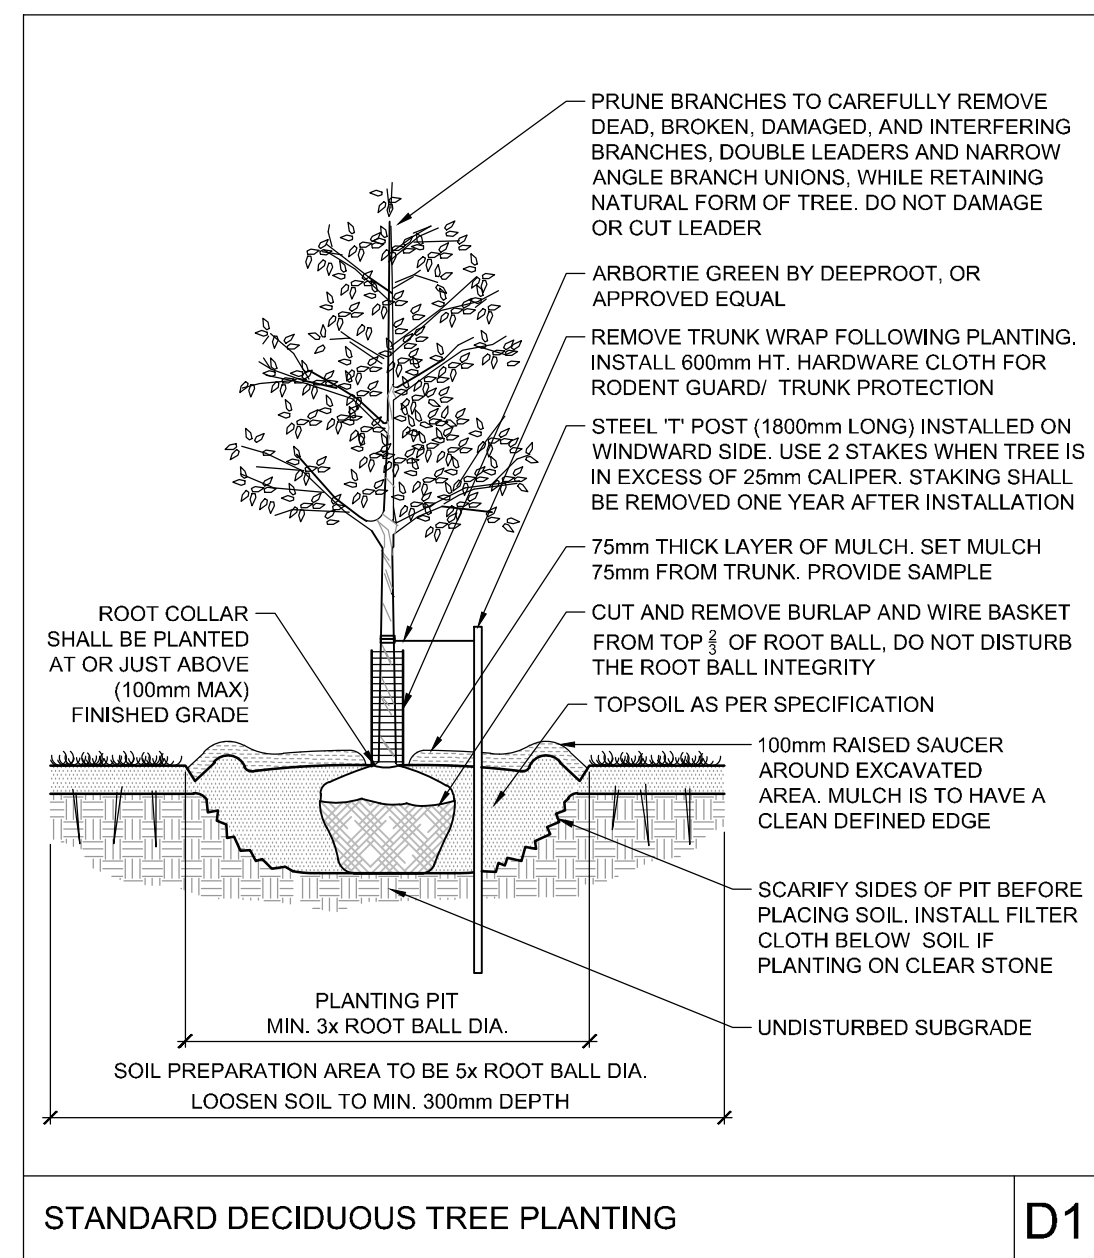 PRUNE BRANCHES TO CAREFULLY REMOVE
DEAD, BROKEN, DAMAGED, AND INTERFERING
BRANCHES, DOUBLE LEADERS AND NARROW
ANGLE BRANCH UNIONS, WHILE RETAINING
NATURAL FORM OF TREE. DO NOT DAMAGE
OR CUT LEADER
ARBORTIE GREEN BY DEEPROOT, OR
APPROVED EQUAL
REMOVE TRUNK WRAP FOLLOWING PLANTING.
INSTALL 600mm HT. HARDWARE CLOTH FOR
RODENT GUARD/ TRUNK PROTECTION
STEEL 'T' POST (1800mm LONG) INSTALLED ON
WINDWARD SIDE. USE 2 STAKES WHEN TREE IS
IN EXCESS OF 25mm CALIPER. STAKING SHALL
BE REMOVED ONE YEAR AFTER INSTALLATION
75mm THICK LAYER OF MULCH. SET MULCH
75mm FROM TRUNK. PROVIDE SAMPLE
CUT AND REMOVE BURLAP AND WIRE BASKET
FROM TOP 2/3 OF ROOT BALL, DO NOT DISTURB
THE ROOT BALL INTEGRITY
TOPSOIL AS PER SPECIFICATION
ROOT COLLAR
SHALL BE PLANTED
AT OR JUST ABOVE
(100mm MAX)
FINISHED GRADE
100mm RAISED SAUCER
AROUND EXCAVATED
AREA. MULCH IS TO HAVE A
CLEAN DEFINED EDGE
SCARIFY SIDES OF PIT BEFORE
PLACING SOIL. INSTALL FILTER
CLOTH BELOW SOIL IF
PLANTING ON CLEAR STONE
UNDISTURBED SUBGRADE
PLANTING PIT
MIN. 3x ROOT BALL DIA.
SOIL PREPARATION AREA TO BE 5x ROOT BALL DIA.
LOOSEN SOIL TO MIN. 300mm DEPTH
STANDARD DECIDUOUS TREE PLANTING
D1